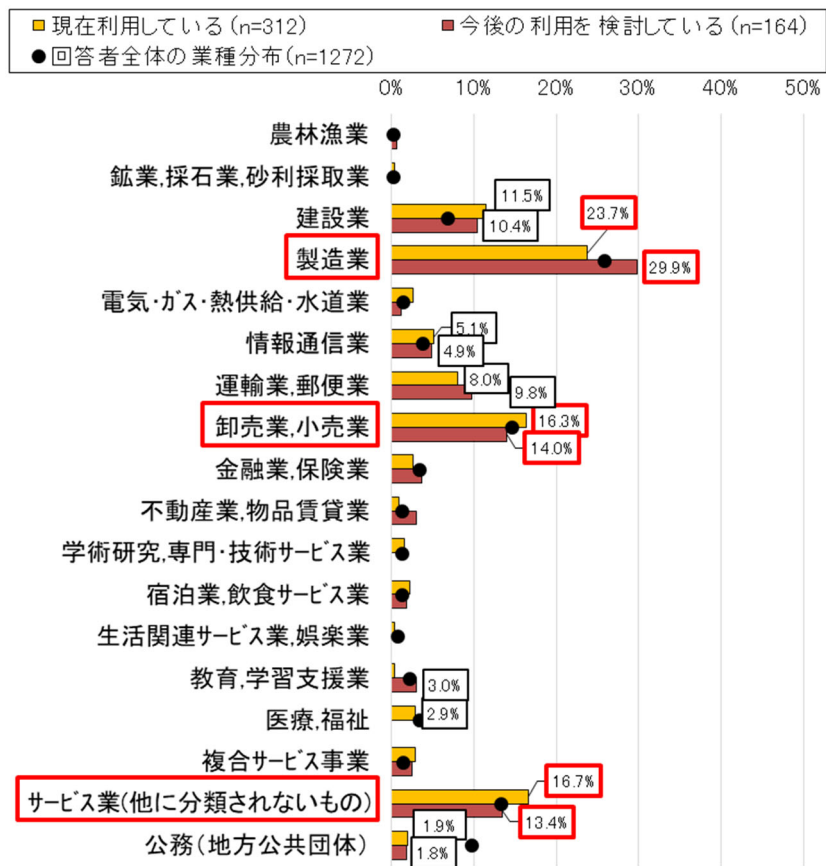 現在利用している(n=312) 今後の利用を検討している(n=164)
回答者全体の業種分布(n=1272)
0% 10% 20% 30% 40% 50%
農林漁業
鉱業,採石業,砂利採取業
11.5%
建設業
10.4%
23.7%
製造業
29.9%
電気・ガス・熱供給・水道業
5.1%
情報通信業
4.9%
8.0%
運輸業,郵便業
9.8%
16.3%
卸売業,小売業
14.0%
金融業,保険業
不動産業,物品賃貸業
学術研究,専門・技術サービス業
宿泊業,飲食サービス業
生活関連サービス業,娯楽業
教育,学習支援業
3.0%
医療,福祉
2.9%
複合サービス事業
16.7%
サービス業(他に分類されないもの)
13.4%
1.9%
公務(地方公共団体)
1.8%